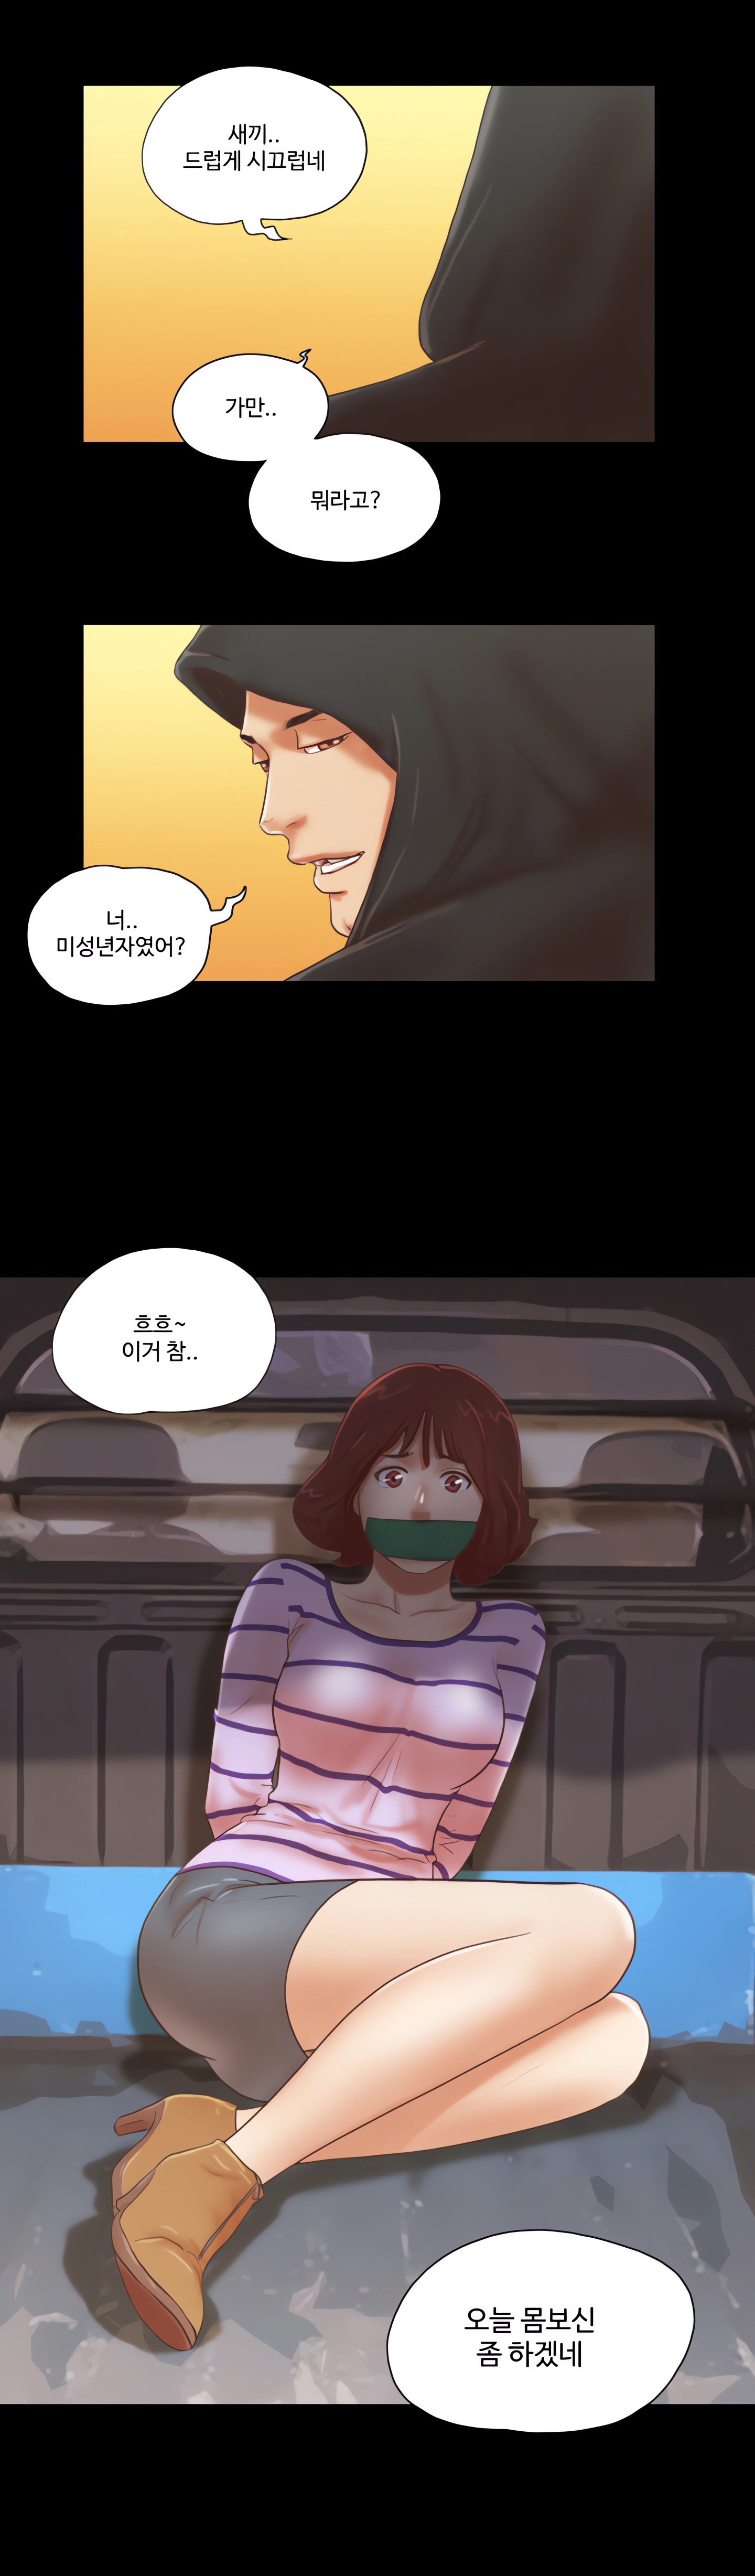 새끼..
드럽게 시끄럽네
가만..
뭐라고?
너..
미성년자였어?
흐흐~
이거 참..
오늘 몸보신
좀 하겠네